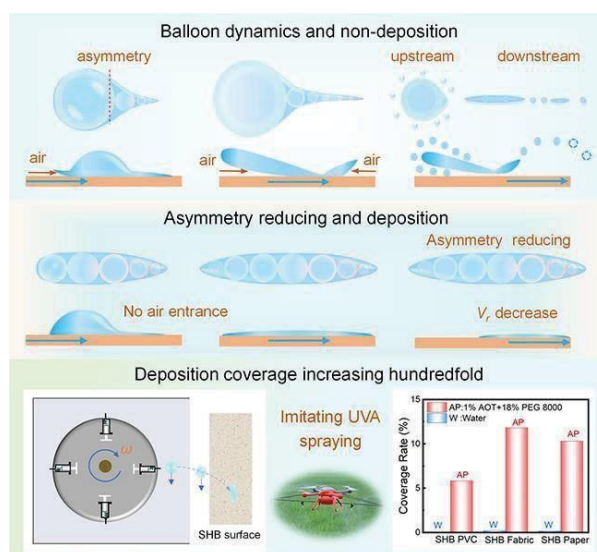 Balloon dynamics and non-deposition
asymmetry
upstream
downstream
air
air
air
Asymmetry reducing and deposition
Asymmetry reducing
No air entrance
Vr decrease
Deposition coverage increasing hundredfold
ω
SHB surface
Imitating UVA
spraying
Coverage Rate (%)
15
10
5
0
AP:1% AOT+18% PEG 8000
W :Water
W
AP
W
AP
W
AP
SHB PVC
SHB Fabric
SHB Paper